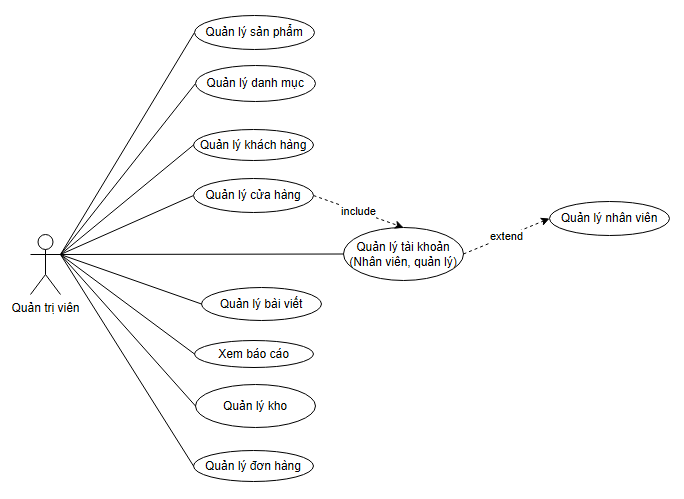 Quản lý sản phẩm
Quản lý danh mục
Quản lý khách hàng
Quản lý cửa hàng
include
Quản lý nhân viên
extend
Quản lý tài khoản
(Nhân viên, quản lý)
Quản trị viên
Quản lý bài viết
Xem báo cáo
Quản lý kho
Quản lý đơn hàng